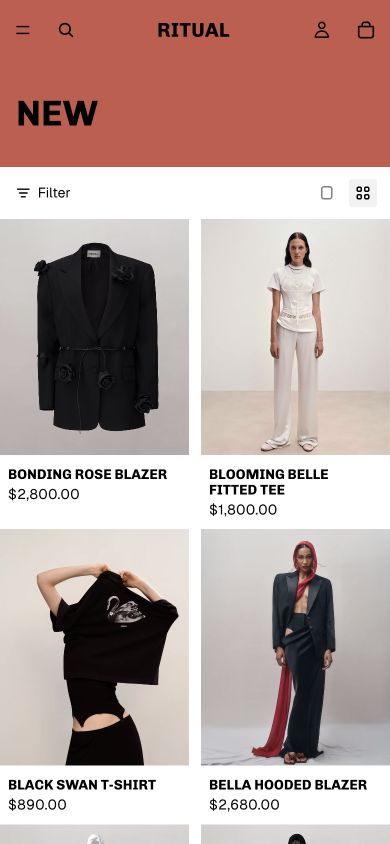 RITUAL
NEW
Filter
BONDING ROSE BLAZER
$2,800.00
BLOOMING BELLE
FITTED TEE
$1,800.00
BLACK SWAN T-SHIRT
$890.00
BELLA HOODED BLAZER
$2,680.00